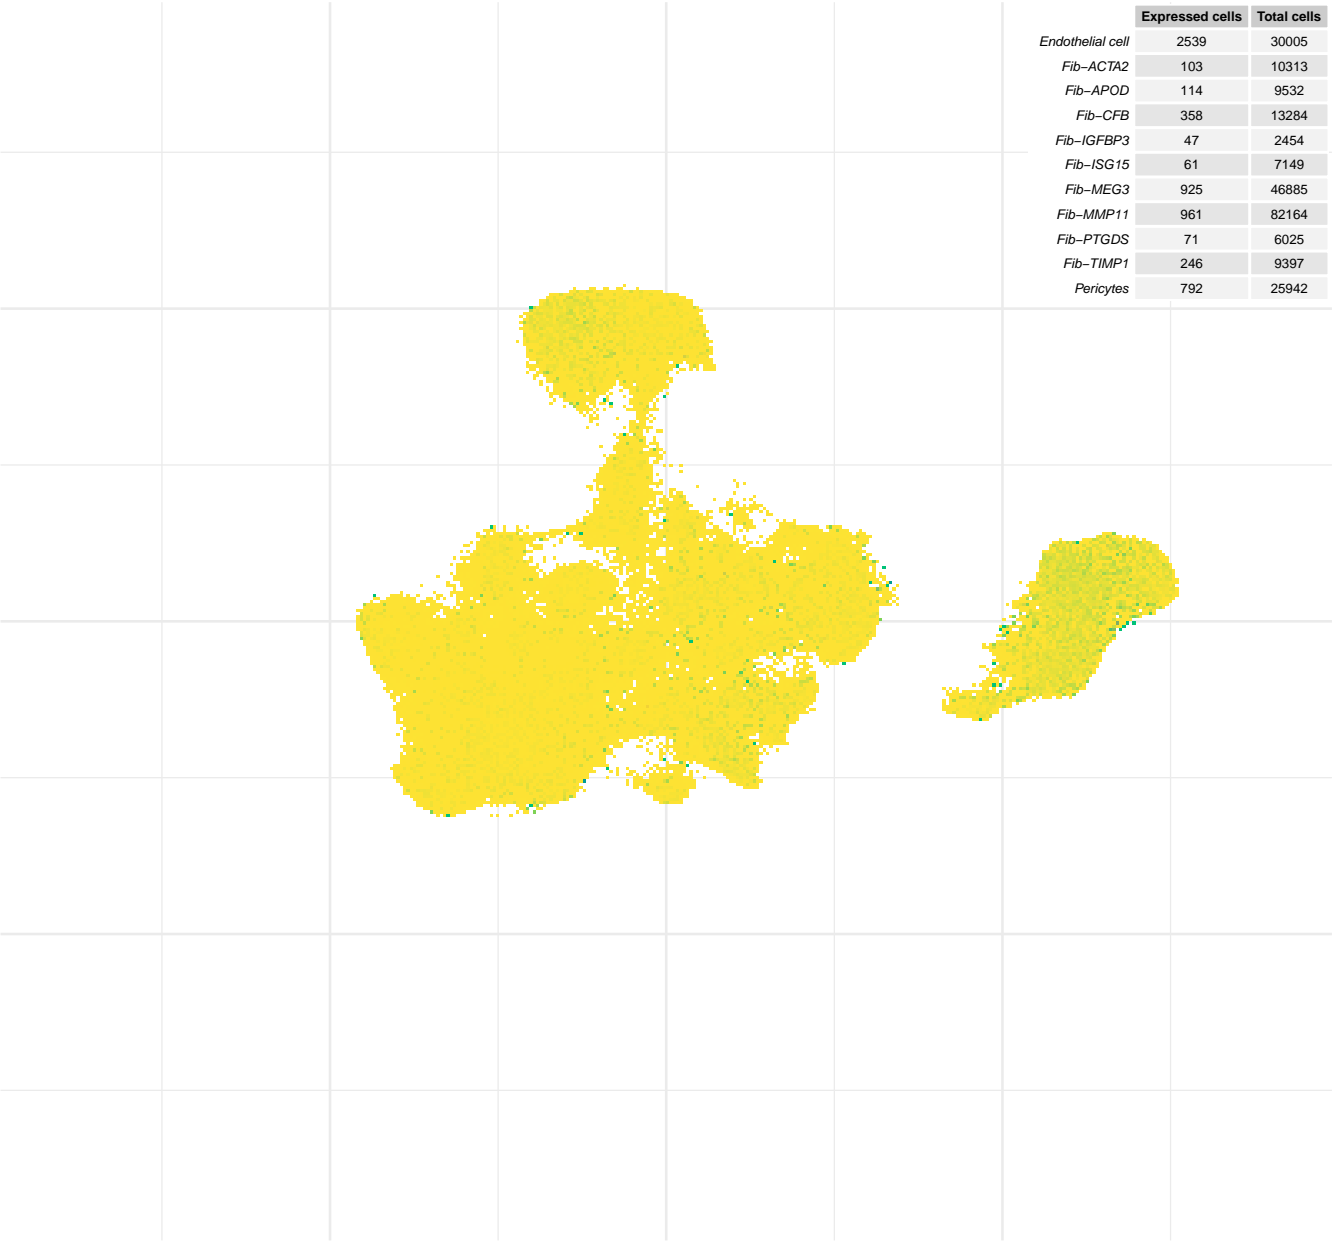 Expressed cells Total cells
Endothelial cell 2539 30005
Fib−ACTA2 103 10313
Fib−APOD 114 9532
Fib−CFB 358 13284
Fib−IGFBP3 47 2454
Fib−ISG15 61 7149
Fib−MEG3 925 46885
Fib−MMP11 961 82164
Fib−PTGDS 71 6025
Fib−TIMP1 246 9397
Pericytes 792 25942